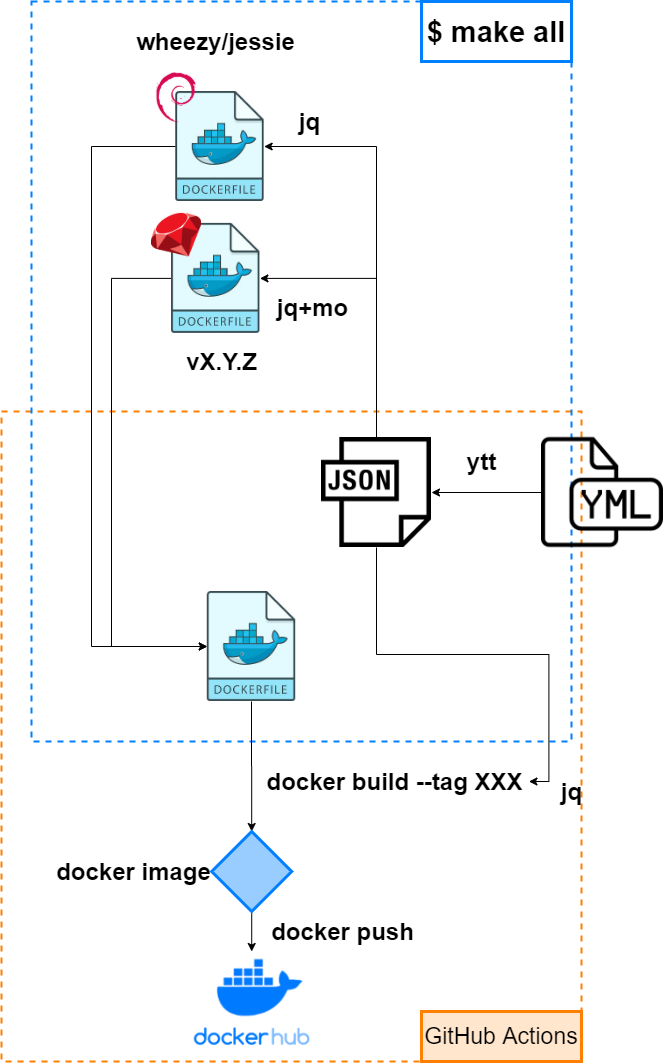 $ make all
wheezy/jessie
jq
DOCKERFILE
jq+mo
DOCKERFILE
vX.Y.Z
ytt
JSON
YML
DOCKERFILE
docker build --tag XXX
jq
docker image
docker push
dockerhub
GitHub Actions